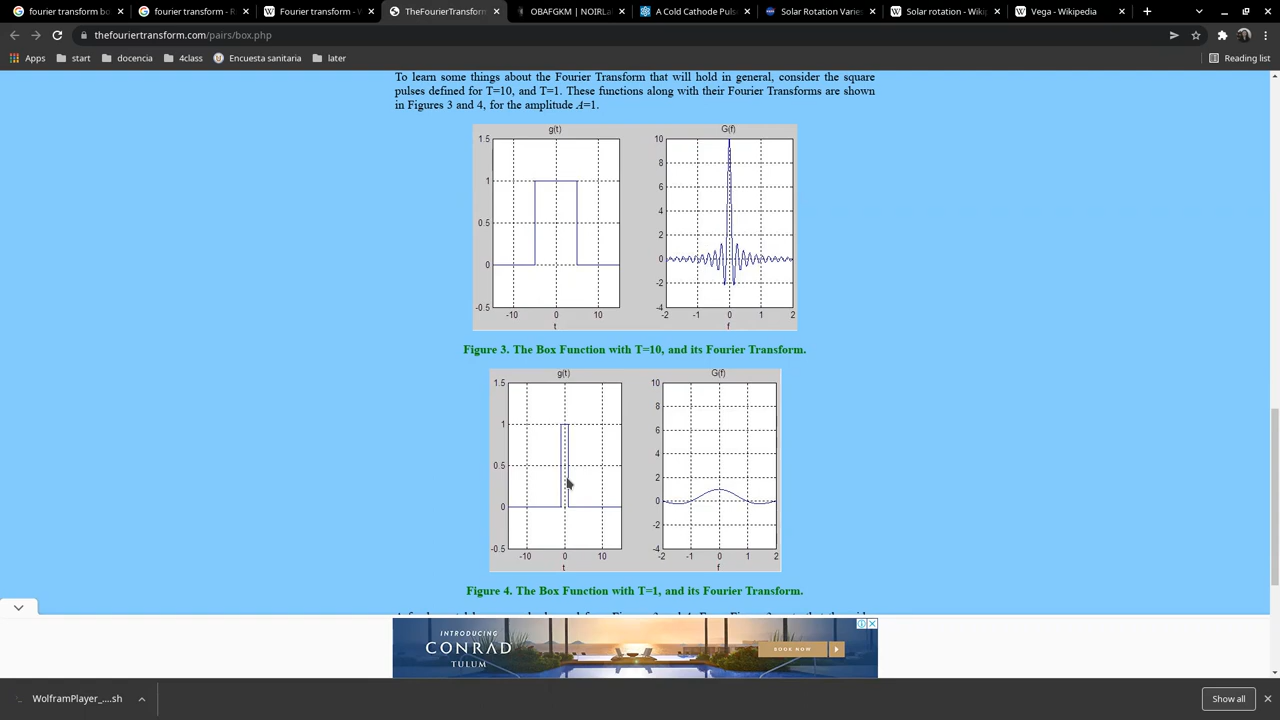 fourier transform bo
fourier transform - R
Fourier transform - W
TheFourierTransform
OBAFGKM | NOIRLab
A Cold Cathode Pulse
Solar Rotation Varies
Solar rotation - Wiki
Vega - Wikipedia
thefouriertransform.com/pairs/box.php
Apps start docencia 4class Encuesta sanitaria later Reading list
To learn some things about the Fourier Transform that will hold in general, consider the square
pulses defined for T=10, and T=1. These functions along with their Fourier Transforms are shown
in Figures 3 and 4, for the amplitude A=1.
g(t) G(f)
1.5 10
8
1 6
4
0.5 2
0 0
-2
-0.5 -4
-10 0 10 -2 -1 0 1 2
t f
Figure 3. The Box Function with T=10, and its Fourier Transform.
g(t) G(f)
1.5 10
8
1 6
0.5 4
2
0 0
-2
-0.5 -4
-10 0 10 -2 -1 0 1 2
t f
Figure 4. The Box Function with T=1, and its Fourier Transform.
INTRODUCING
CONRAD
TULUM
BOOK NOW
WolframPlayer_....sh
Show all